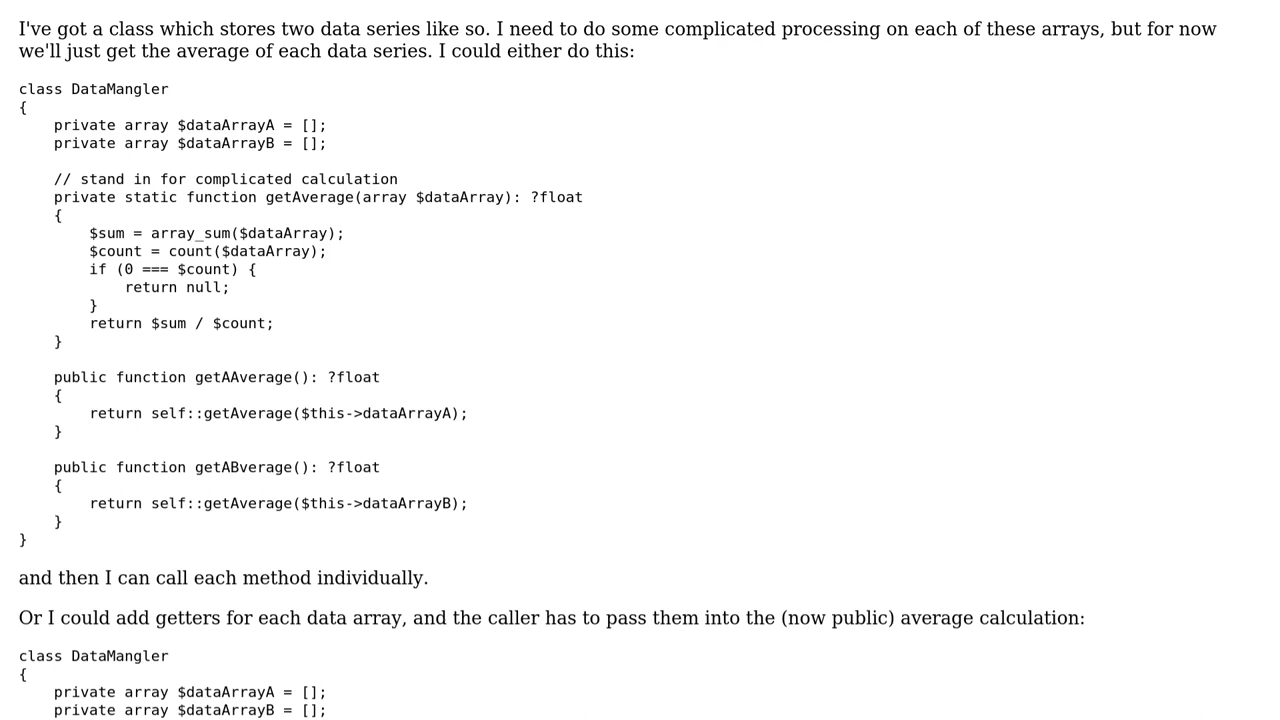 I've got a class which stores two data series like so. I need to do some complicated processing on each of these arrays, but for now
we'll just get the average of each data series. I could either do this:
class DataMangler
{
    private array $dataArrayA = [];
    private array $dataArrayB = [];
    // stand in for complicated calculation
    private static function getAverage(array $dataArray): ?float
    {
        $sum = array_sum($dataArray);
        $count = count($dataArray);
        if (0 === $count) {
            return null;
        }
        return $sum / $count;
    }
    public function getAAverage(): ?float
    {
        return self::getAverage($this->dataArrayA);
    }
    public function getABverage(): ?float
    {
        return self::getAverage($this->dataArrayB);
    }
}
and then I can call each method individually.
Or I could add getters for each data array, and the caller has to pass them into the (now public) average calculation:
class DataMangler
{
    private array $dataArrayA = [];
    private array $dataArrayB = [];